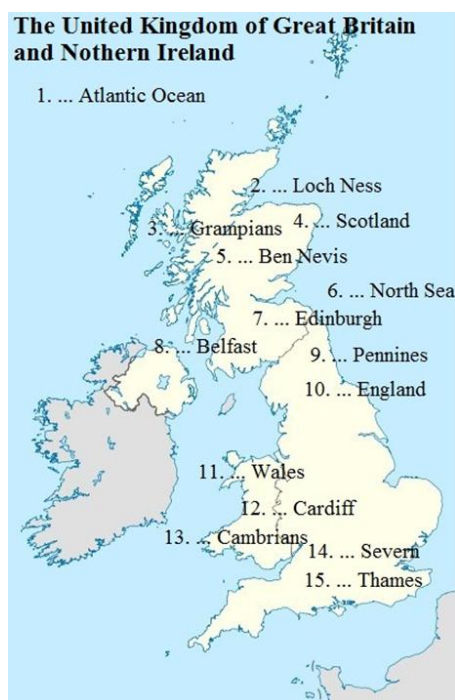 The United Kingdom of Great Britain
and Nothern Ireland
1. ... Atlantic Ocean
2. ... Loch Ness
3. ... Grampians
4. ... Scotland
5. ... Ben Nevis
6. ... North Sea
7. ... Edinburgh
8. ... Belfast
9. ... Pennines
10. ... England
11. ... Wales
12. ... Cardiff
13. ... Cambrians
14. ... Severn
15. ... Thames